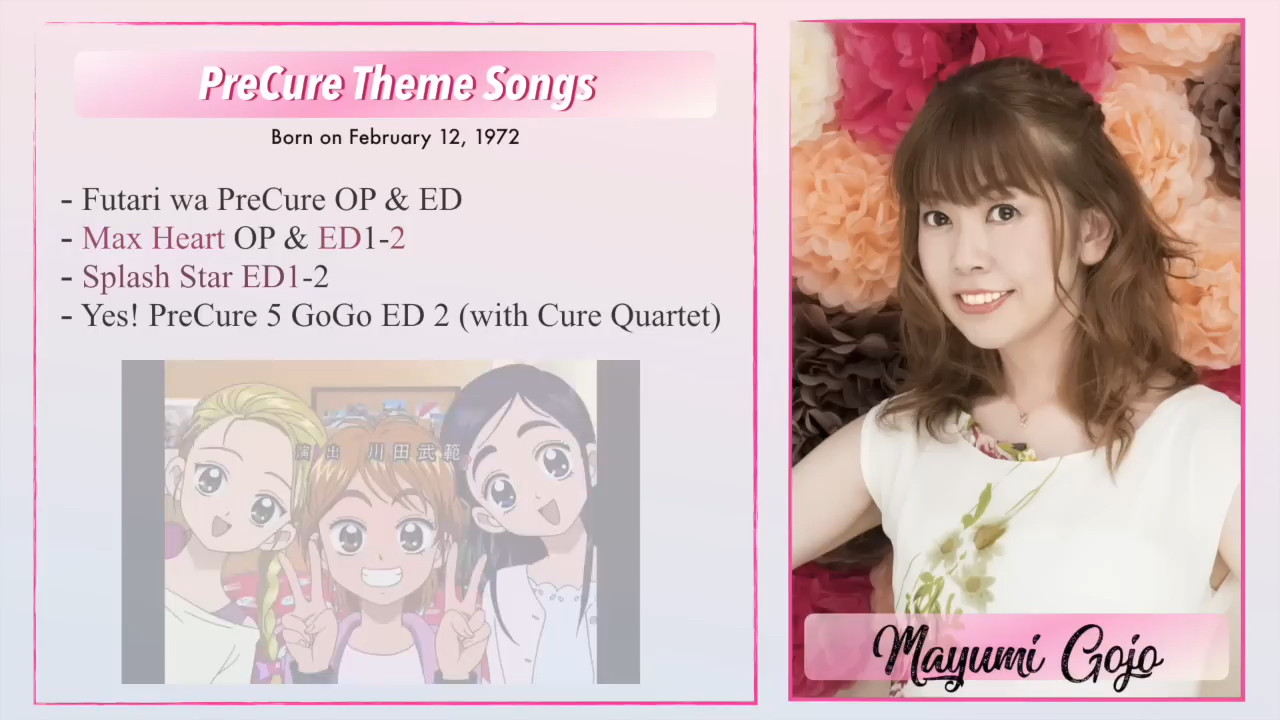 PreCure Theme Songs
Born on February 12, 1972
- Futari wa PreCure OP & ED
- Max Heart OP & ED1-2
- Splash Star ED1-2
- Yes! PreCure 5 GoGo ED 2 (with Cure Quartet)
演出 川田武範
Mayumi Gojo